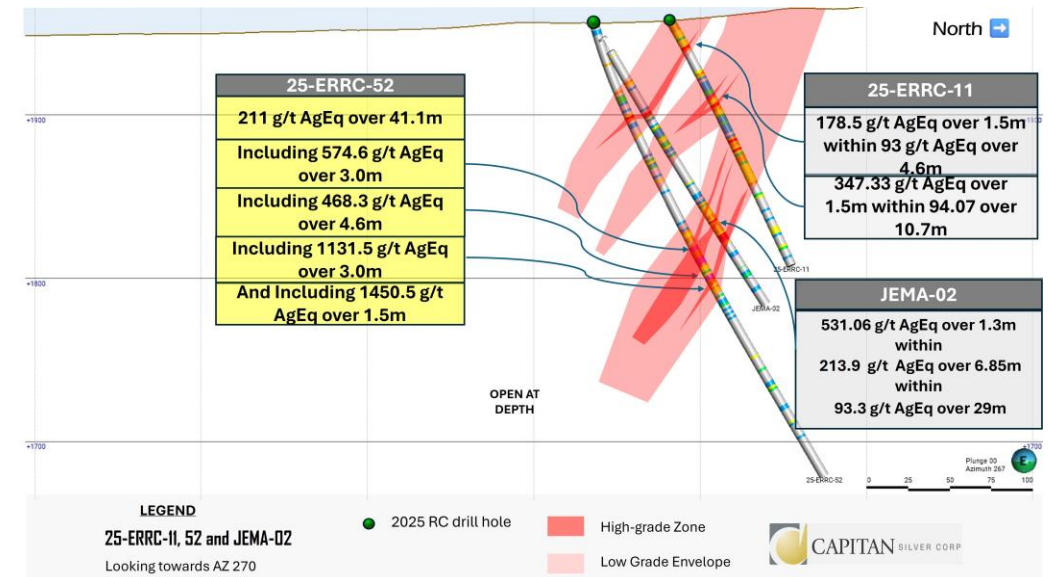 North
25-ERRC-52
211 g/t AgEq over 41.1m
Including 574.6 g/t AgEq
over 3.0m
Including 468.3 g/t AgEq
over 4.6m
Including 1131.5 g/t AgEq
over 3.0m
And Including 1450.5 g/t
AgEq over 1.5m
25-ERRC-11
178.5 g/t AgEq over 1.5m
within 93 g/t AgEq over
4.6m
347.33 g/t AgEq over
1.5m within 94.07 over
10.7m
JEMA-02
531.06 g/t AgEq over 1.3m
within
213.9 g/t AgEq over 6.85m
within
93.3 g/t AgEq over 29m
+1900
+1800
+1700
+1700
25-ERRC-11
JEMA-02
25-ERRC-52
OPEN AT
DEPTH
Plunge 00
Azimuth 267
E
0 25 50 75 100
LEGEND
25-ERRC-11, 52 and JEMA-02
Looking towards AZ 270
2025 RC drill hole
High-grade Zone
Low Grade Envelope
CAPITAN SILVER CORP